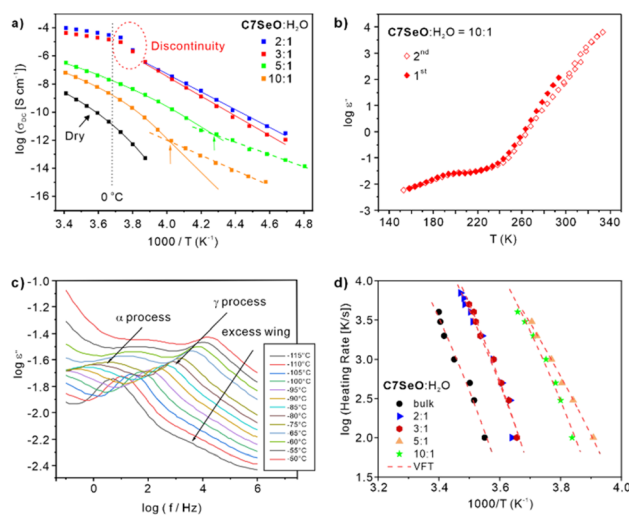 a)
C7SeO:H₂O
2:1
3:1
5:1
10:1
Discontinuity
Dry
0 °C
log (σDC [S cm⁻¹])
-4
-6
-8
-10
-12
-14
-16
3.4 3.6 3.8 4.0 4.2 4.4 4.6 4.8
1000 / T (K⁻¹)
b)
C7SeO:H₂O = 10:1
2nd
1st
log ε"
5
4
3
2
1
0
-1
-2
-3
140 180 220 260 300 340
T (K)
c)
α process
γ process
excess wing
-115°C
-110°C
-105°C
-100°C
-95°C
-90°C
-85°C
-80°C
-75°C
-65°C
-60°C
-55°C
-50°C
log ε"
-1.0
-1.2
-1.4
-1.6
-1.8
-2.0
-2.2
-2.4
0 2 4 6
log ( f / Hz)
d)
C7SeO:H₂O
bulk
2:1
3:1
5:1
10:1
VFT
log (Heating Rate [K/s])
4.0
3.5
3.0
2.5
2.0
1.5
3.2 3.4 3.6 3.8 4.0
1000/T (K⁻¹)